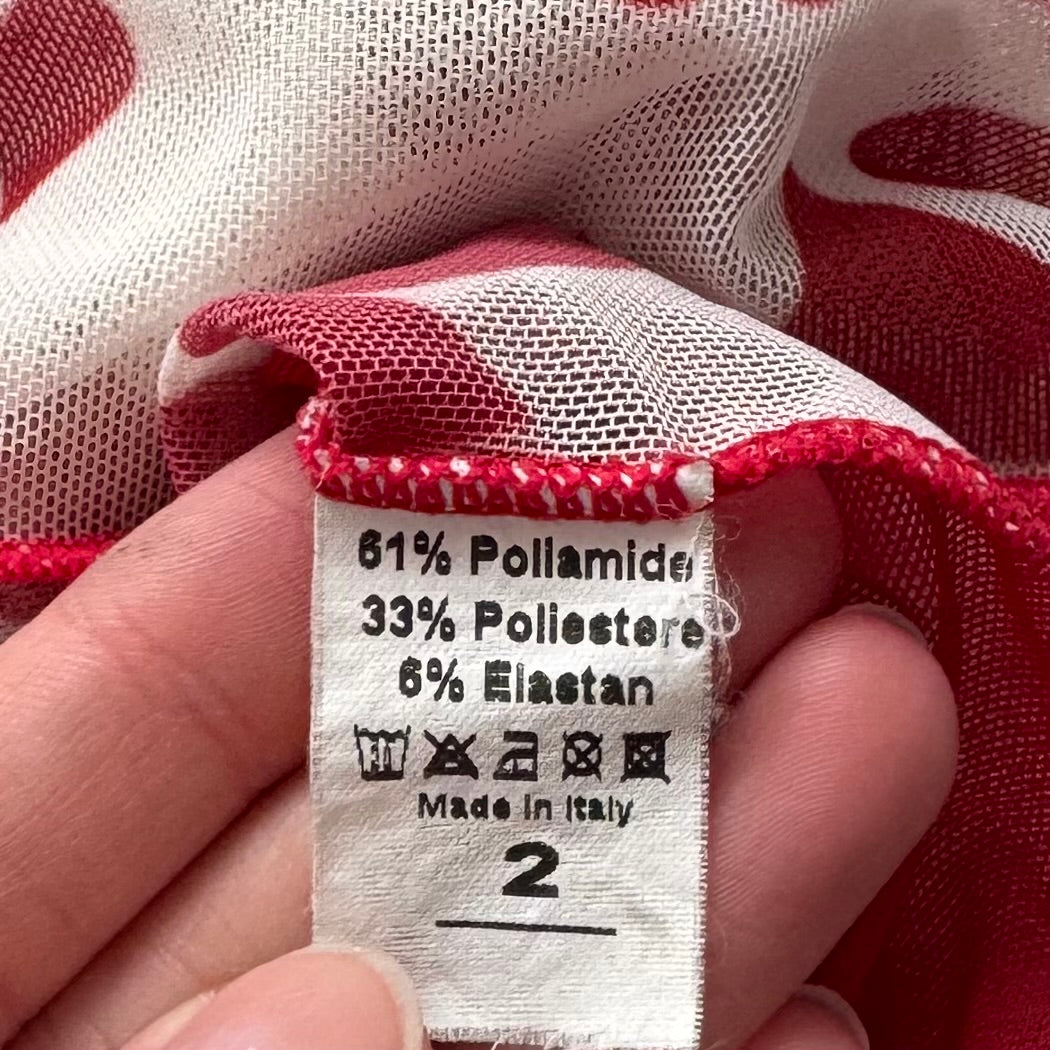 61% Poliamide
33% Poliestere
6% Elastan
Made in Italy
2